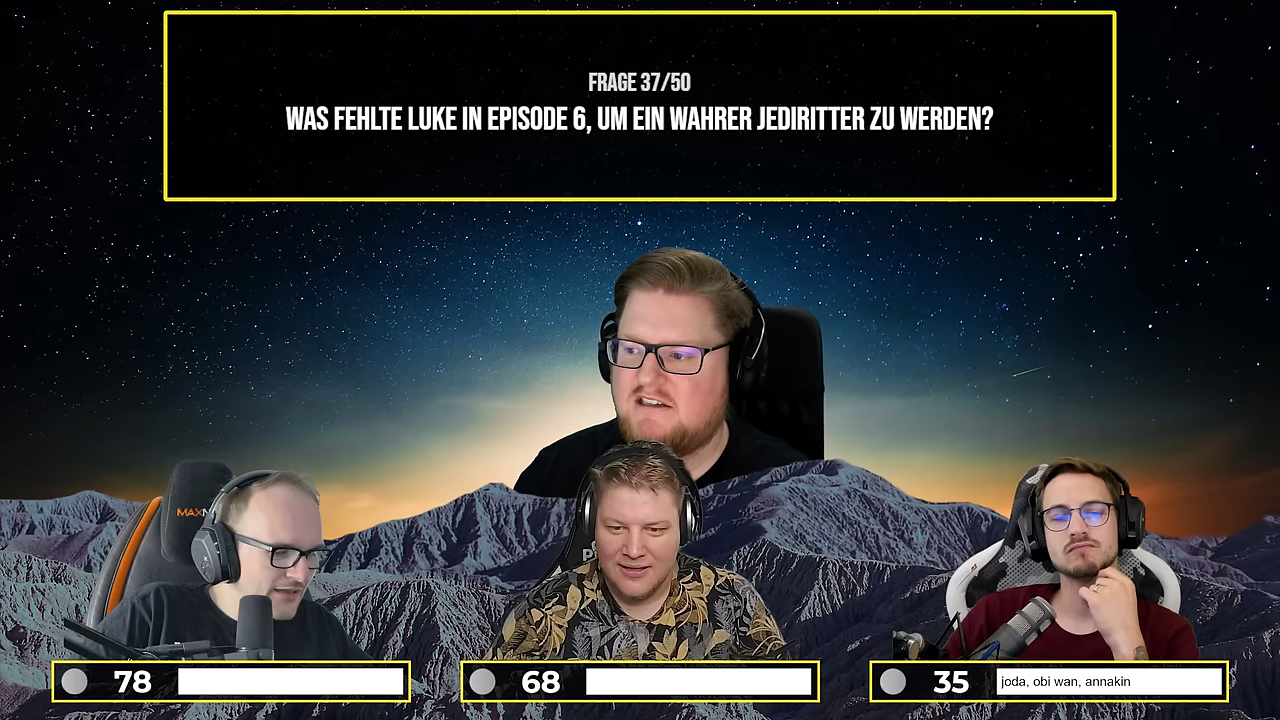 FRAGE 37/50
WAS FEHLTE LUKE IN EPISODE 6, UM EIN WAHRER JEDIRITTER ZU WERDEN?
MAXN
P
78
68
35
joda, obi wan, annakin